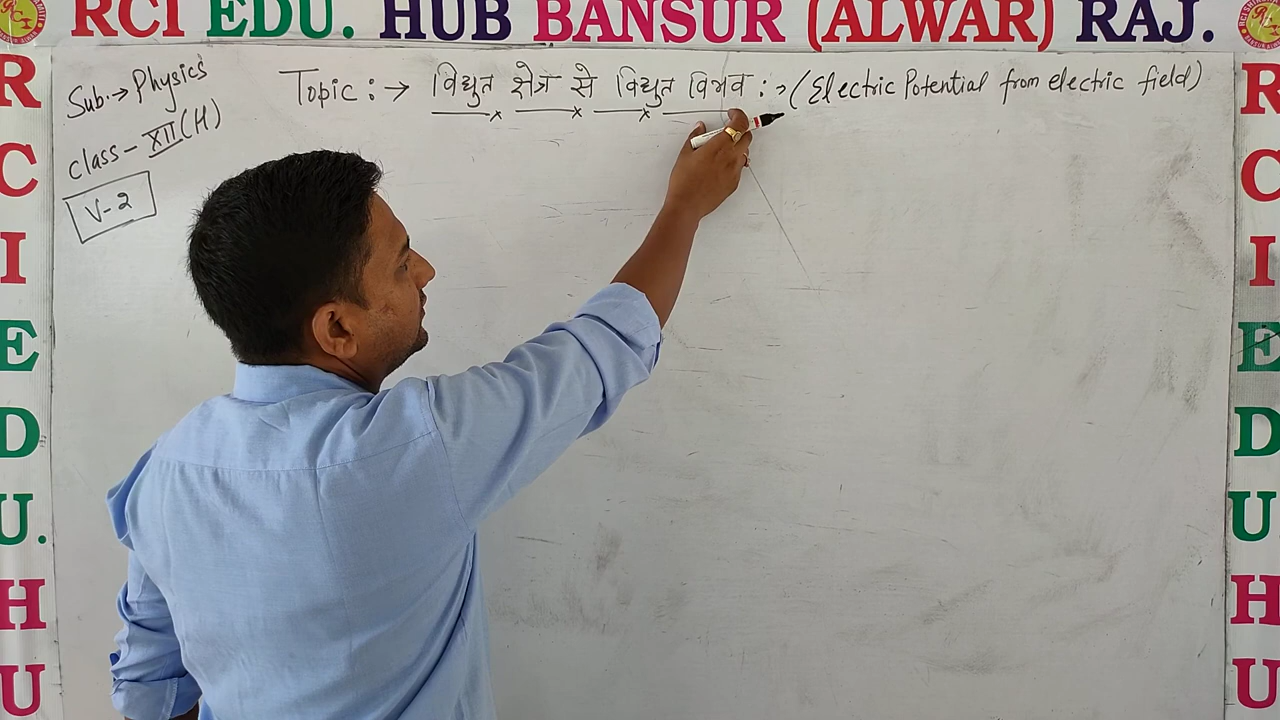 RCI EDU. HUB BANSUR (ALWAR) RAJ.
Sub.→ Physics
Topic :→ विद्युत क्षेत्र से विद्युत विभव :→ (Electric Potential from electric field)
class – XII (H)
V-2
R
C
I
E
D
U.
H
U
R
C
I
E
D
U
H
U